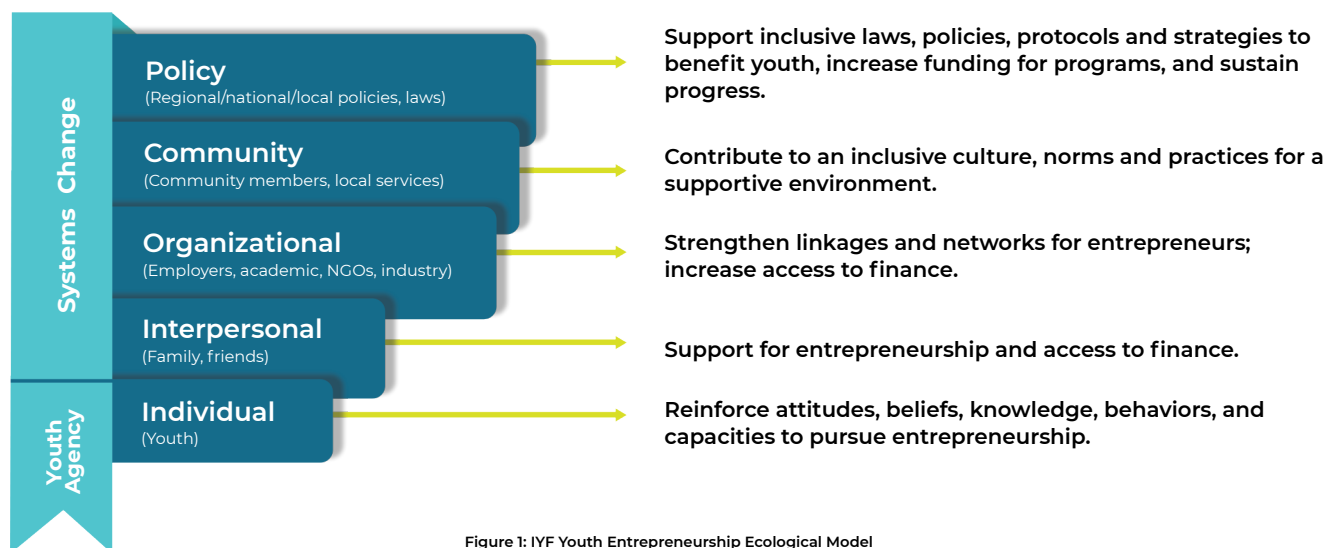 Systems Change
Policy
(Regional/national/local policies, laws)
Support inclusive laws, policies, protocols and strategies to
benefit youth, increase funding for programs, and sustain
progress.
Community
(Community members, local services)
Contribute to an inclusive culture, norms and practices for a
supportive environment.
Organizational
(Employers, academic, NGOs, industry)
Strengthen linkages and networks for entrepreneurs;
increase access to finance.
Interpersonal
(Family, friends)
Support for entrepreneurship and access to finance.
Youth
Agency
Individual
(Youth)
Reinforce attitudes, beliefs, knowledge, behaviors, and
capacities to pursue entrepreneurship.
Figure 1: IYF Youth Entrepreneurship Ecological Model